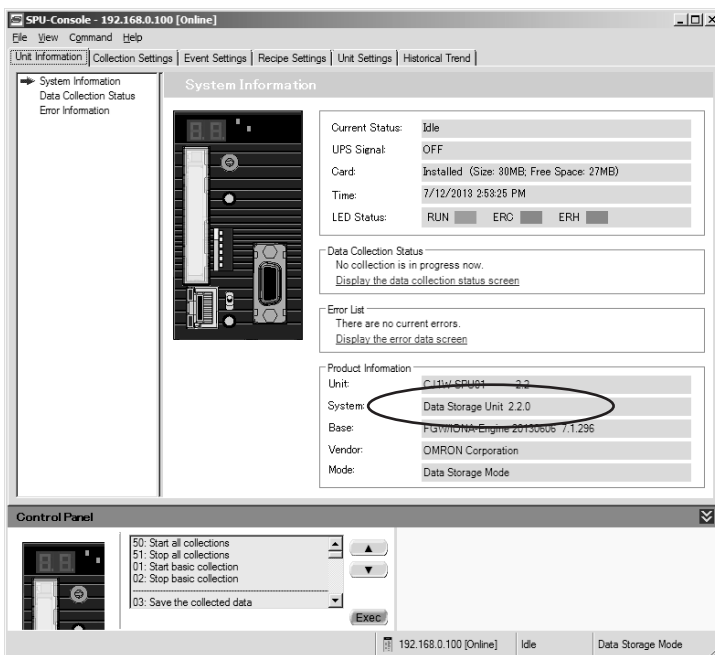 SPU-Console - 192.168.0.100 [Online]
File View Command Help
Unit Information Collection Settings Event Settings Recipe Settings Unit Settings Historical Trend
System Information
Data Collection Status
Error Information
System Information
Current Status: Idle
UPS Signal: OFF
Card: Installed (Size: 30MB; Free Space: 27MB)
Time: 7/12/2013 2:53:25 PM
LED Status: RUN ERC ERH
Data Collection Status
No collection is in progress now.
Display the data collection status screen
Error List
There are no current errors.
Display the error data screen
Product Information
Unit: CJ1W-SPU01 2.2
System: Data Storage Unit 2.2.0
Base: FGW/IONA-Engine 20130606 7.1.296
Vendor: OMRON Corporation
Mode: Data Storage Mode
Control Panel
50: Start all collections
51: Stop all collections
01: Start basic collection
02: Stop basic collection
03: Save the collected data
Exec
192.168.0.100 [Online] Idle Data Storage Mode